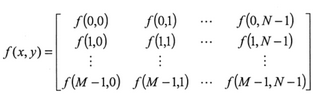 f(0,0) f(0,1) ⋯ f(0,N−1)
f(1,0) f(1,1) ⋯ f(1,N−1)
f(x,y)=
⋮ ⋮ ⋮
f(M−1,0) f(M−1,1) ⋯ f(M−1,N−1)